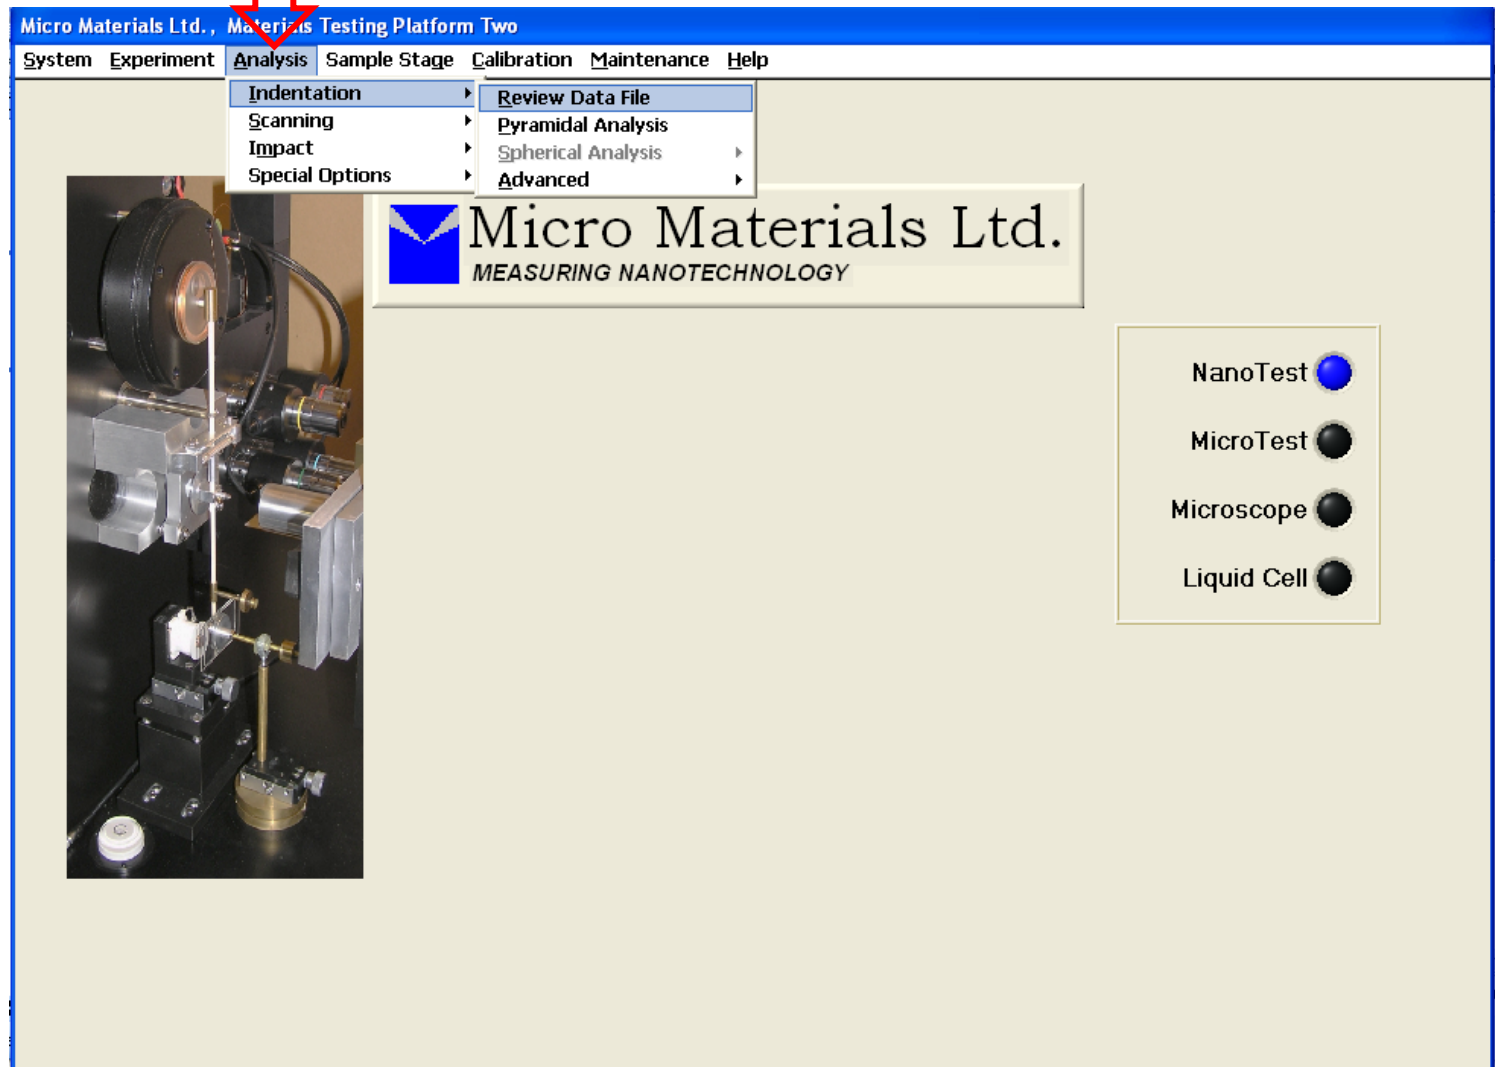 Micro Materials Ltd., Materials Testing Platform Two
System Experiment Analysis Sample Stage Calibration Maintenance Help
Indentation
Scanning
Impact
Special Options
Review Data File
Pyramidal Analysis
Spherical Analysis
Advanced
Micro Materials Ltd.
MEASURING NANOTECHNOLOGY
NanoTest
MicroTest
Microscope
Liquid Cell